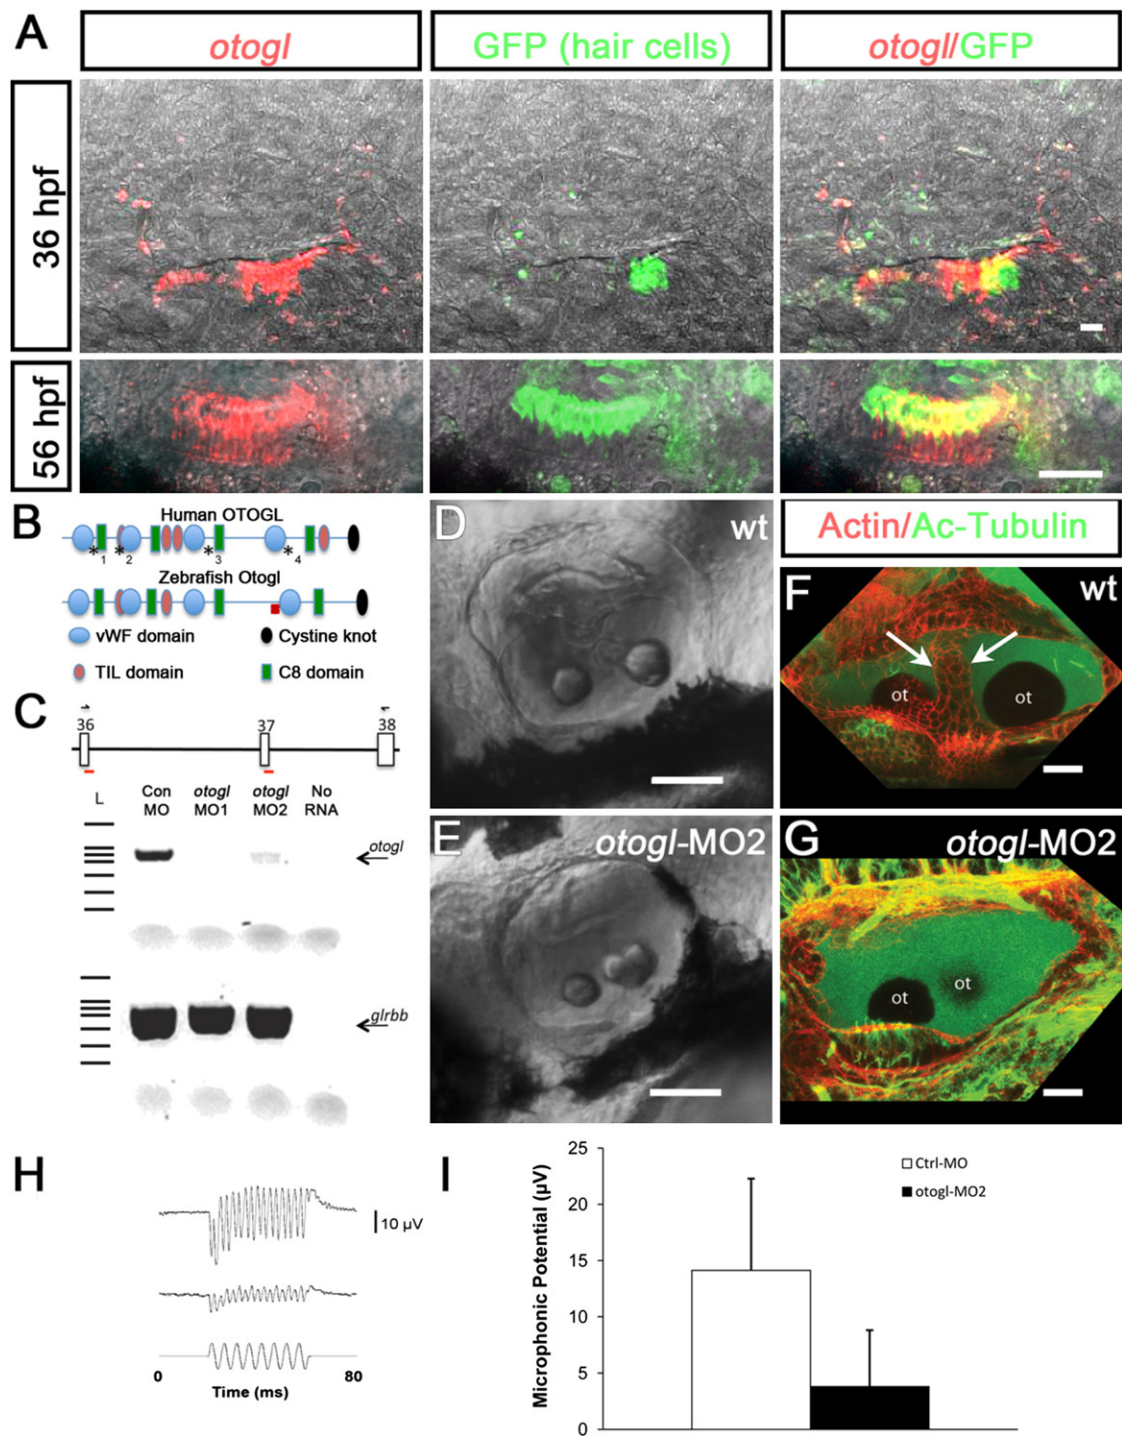 A
otogl
GFP (hair cells)
otogl/GFP
36 hpf
56 hpf
B
Human OTOGL
* 1
* 2
* 3
* 4
Zebrafish Otogl
vWF domain
Cystine knot
TIL domain
C8 domain
C
36
37
38
L
Con MO
otogl MO1
otogl MO2
No RNA
otogl
glrbb
D
wt
E
otogl-MO2
Actin/Ac-Tubulin
F
wt
ot
ot
G
otogl-MO2
ot
ot
H
10 µV
0
80
Time (ms)
I
Microphonic Potential (µV)
25
20
15
10
5
0
Ctrl-MO
otogl-MO2